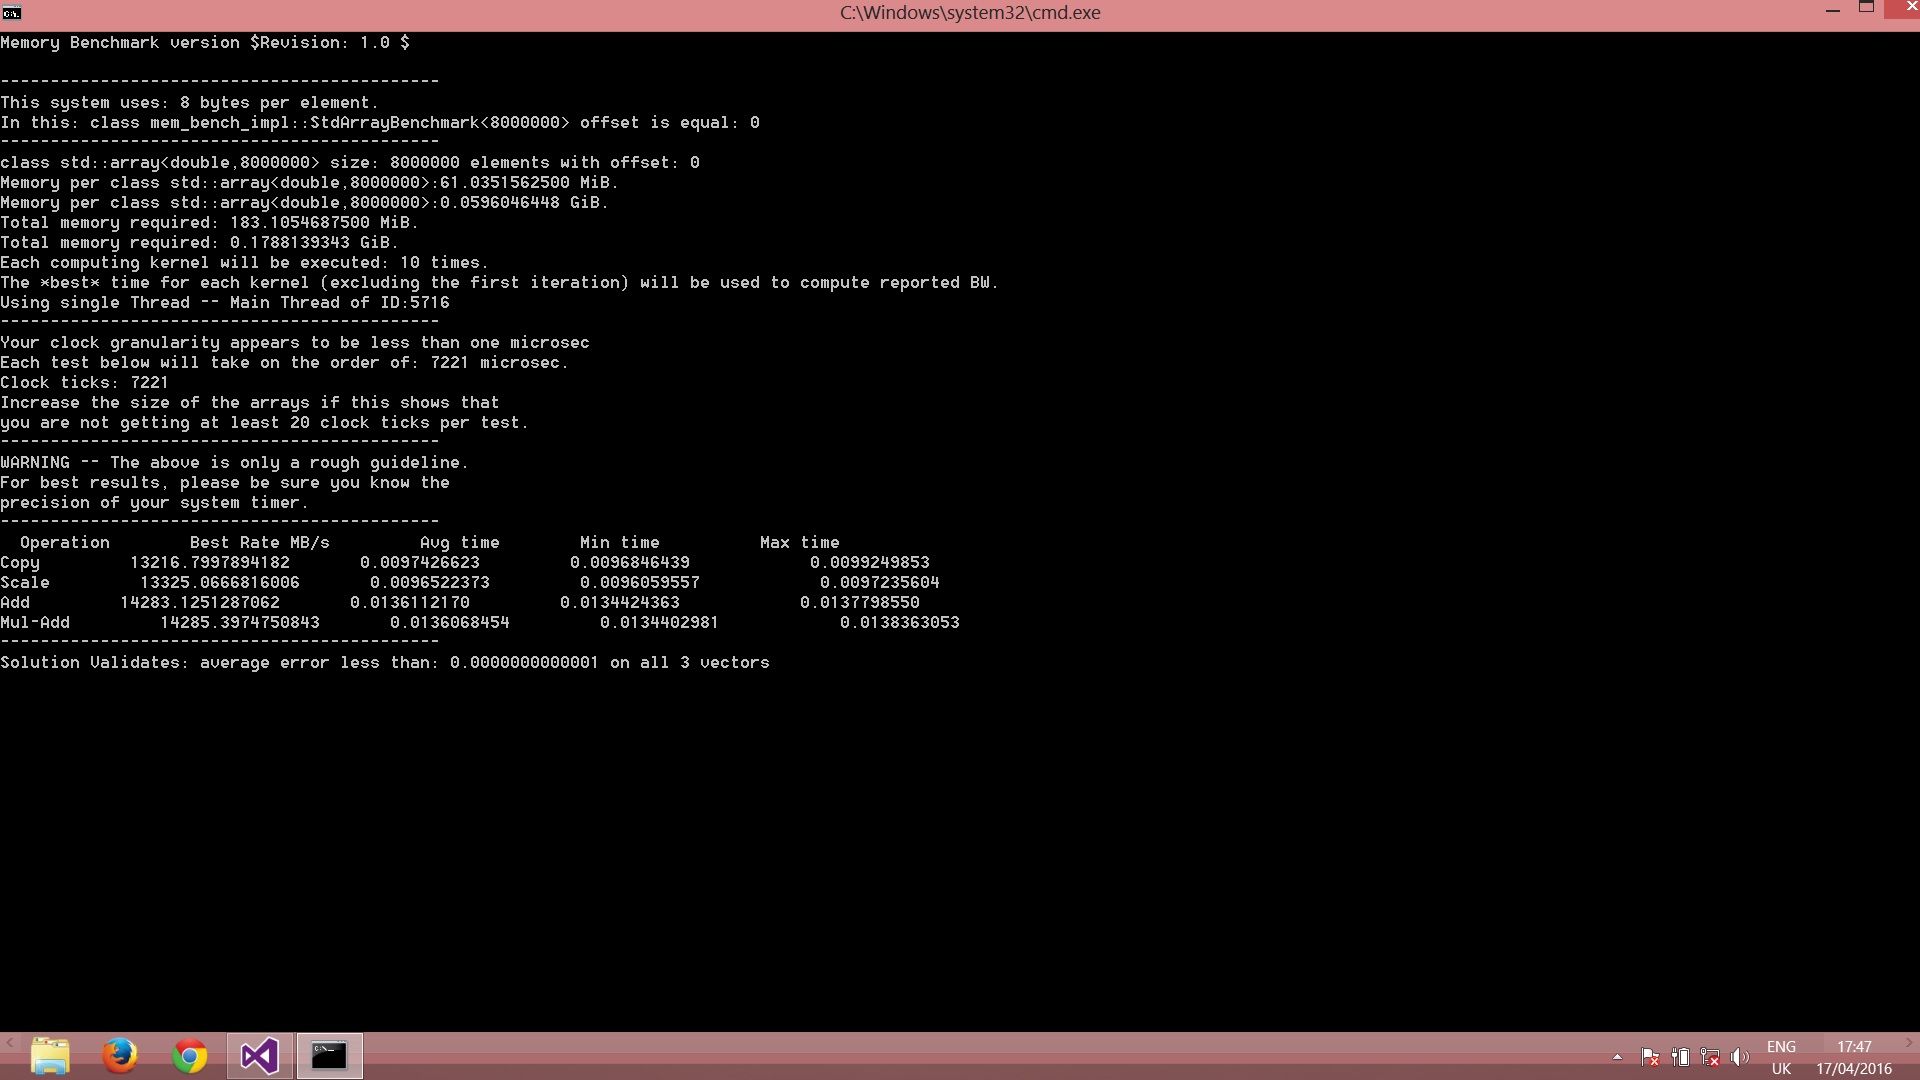 C:\Windows\system32\cmd.exe
Memory Benchmark version $Revision: 1.0 $
--------------------------------------------
This system uses: 8 bytes per element.
In this: class mem_bench_impl::StdArrayBenchmark<8000000> offset is equal: 0
--------------------------------------------
class std::array<double,8000000> size: 8000000 elements with offset: 0
Memory per class std::array<double,8000000>:61.0351562500 MiB.
Memory per class std::array<double,8000000>:0.0596046448 GiB.
Total memory required: 183.1054687500 MiB.
Total memory required: 0.1788139343 GiB.
Each computing kernel will be executed: 10 times.
The *best* time for each kernel (excluding the first iteration) will be used to compute reported BW.
Using single Thread -- Main Thread of ID:5716
--------------------------------------------
Your clock granularity appears to be less than one microsec
Each test below will take on the order of: 7221 microsec.
Clock ticks: 7221
Increase the size of the arrays if this shows that
you are not getting at least 20 clock ticks per test.
--------------------------------------------
WARNING -- The above is only a rough guideline.
For best results, please be sure you know the
precision of your system timer.
--------------------------------------------
Operation Best Rate MB/s Avg time Min time Max time
Copy 13216.7997894182 0.0097426623 0.0096846439 0.0099249853
Scale 13325.0666816006 0.0096522373 0.0096059557 0.0097235604
Add 14283.1251287062 0.0136112170 0.0134424363 0.0137798550
Mul-Add 14285.3974750843 0.0136068454 0.0134402981 0.0138363053
--------------------------------------------
Solution Validates: average error less than: 0.0000000000001 on all 3 vectors
ENG 17:47
UK 17/04/2016